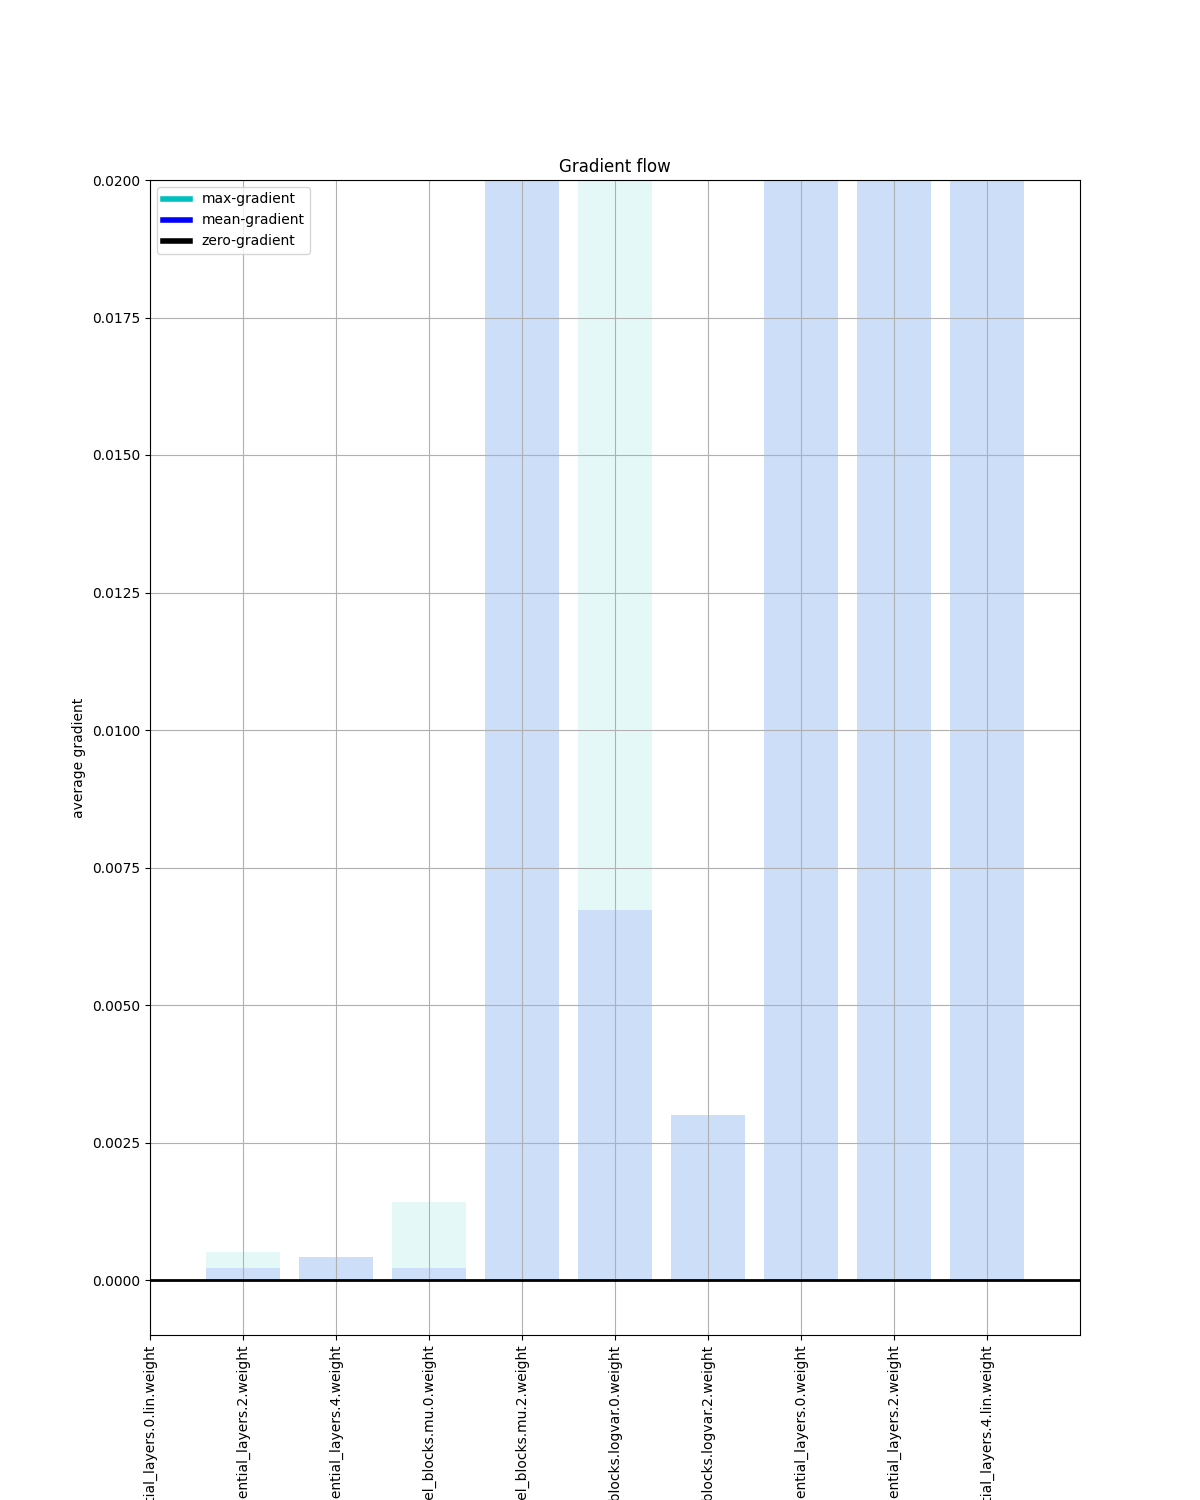 Gradient flow
max-gradient
mean-gradient
zero-gradient
0.0200
0.0175
0.0150
0.0125
0.0100
0.0075
0.0050
0.0025
0.0000
average gradient
tial_layers.0.lin.weight
ential_layers.2.weight
ential_layers.4.weight
el_blocks.mu.0.weight
el_blocks.mu.2.weight
blocks.logvar.0.weight
blocks.logvar.2.weight
ential_layers.0.weight
ential_layers.2.weight
tial_layers.4.lin.weight